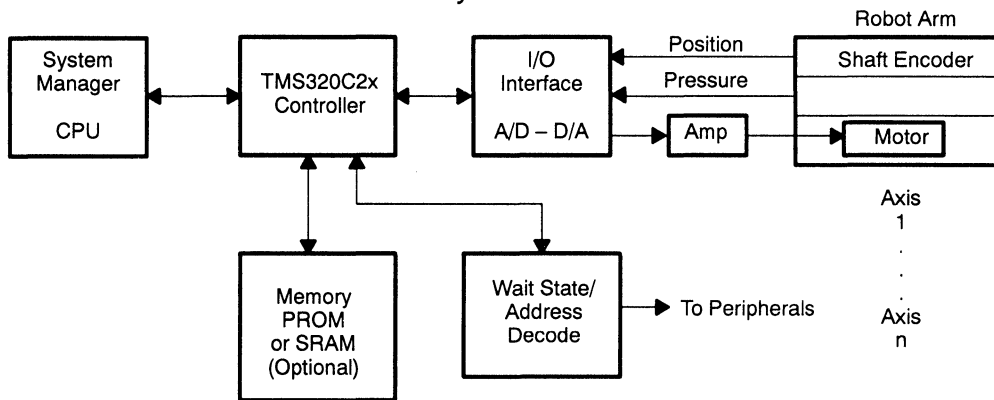 Robot Arm
System
Manager
CPU
TMS320C2x
Controller
I/O
Interface
A/D – D/A
Position
Pressure
Amp
Shaft Encoder
Motor
Axis
1
.
.
.
Axis
n
Memory
PROM
or SRAM
(Optional)
Wait State/
Address
Decode
To Peripherals